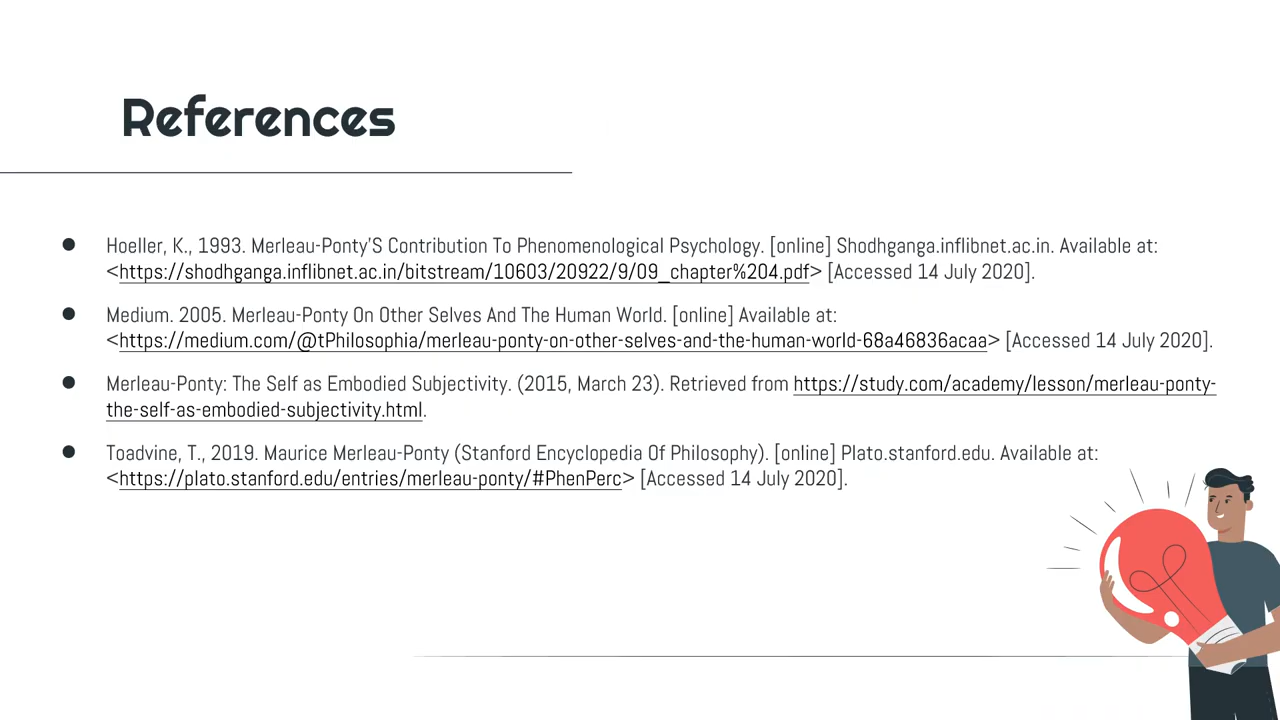 References
Hoeller, K., 1993. Merleau-Ponty'S Contribution To Phenomenological Psychology. [online] Shodhganga.inflibnet.ac.in. Available at:
<https://shodhganga.inflibnet.ac.in/bitstream/10603/20922/9/09_chapter%204.pdf> [Accessed 14 July 2020].
Medium. 2005. Merleau-Ponty On Other Selves And The Human World. [online] Available at:
<https://medium.com/@tPhilosophia/merleau-ponty-on-other-selves-and-the-human-world-68a46836acaa> [Accessed 14 July 2020].
Merleau-Ponty: The Self as Embodied Subjectivity. (2015, March 23). Retrieved from https://study.com/academy/lesson/merleau-ponty-
the-self-as-embodied-subjectivity.html.
Toadvine, T., 2019. Maurice Merleau-Ponty (Stanford Encyclopedia Of Philosophy). [online] Plato.stanford.edu. Available at:
<https://plato.stanford.edu/entries/merleau-ponty/#PhenPerc> [Accessed 14 July 2020].